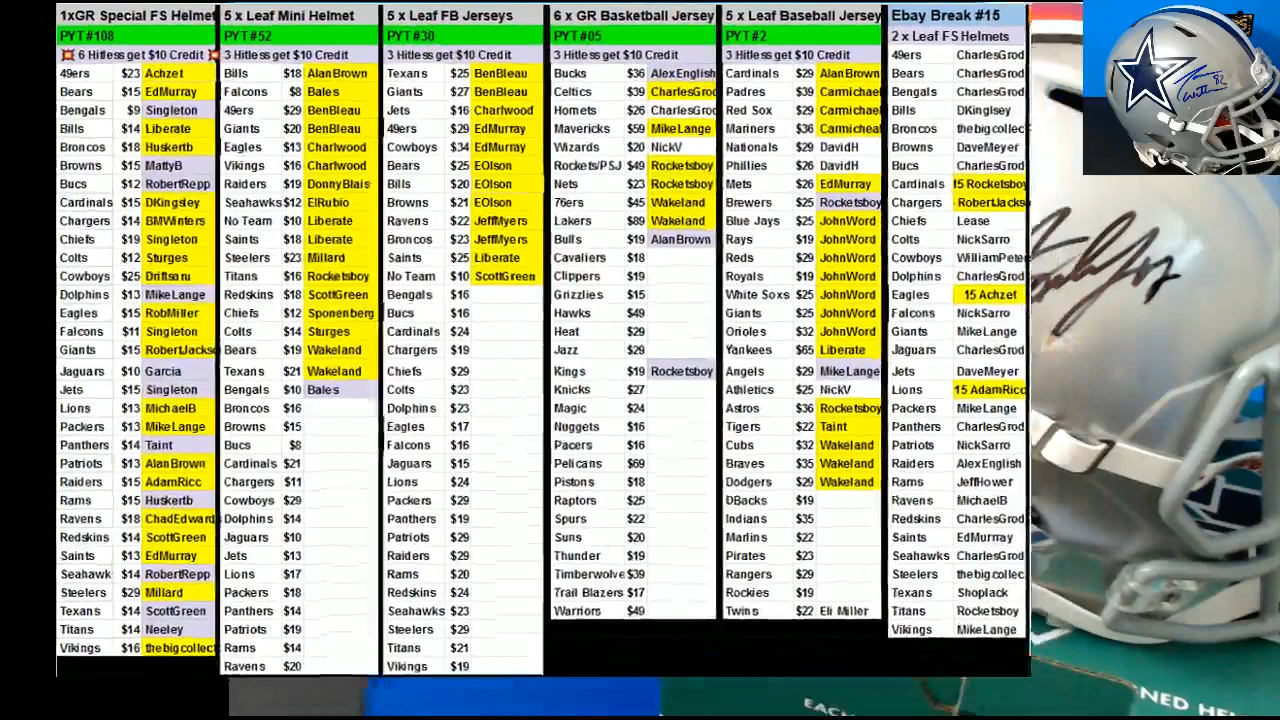 1xGR Special FS Helmet
PYT #108
6 Hitless get $10 Credit
49ers $23 Achzet
Bears $15 EdMurray
Bengals $9 Singleton
Bills $14 Liberate
Broncos $18 Huskertb
Browns $15 MattyB
Bucs $12 RobertRepp
Cardinals $15 DKingsley
Chargers $14 BMWinters
Chiefs $19 Singleton
Colts $12 Sturges
Cowboys $25 Driftsaru
Dolphins $13 MikeLange
Eagles $15 RobMiller
Falcons $11 Singleton
Giants $15 RobertJackso
Jaguars $10 Garcia
Jets $15 Singleton
Lions $13 MichaelB
Packers $13 MikeLange
Panthers $14 Taint
Patriots $13 AlanBrown
Raiders $15 AdamRicc
Rams $15 Huskertb
Ravens $18 ChadEdward
Redskins $14 ScottGreen
Saints $13 EdMurray
Seahawk $14 RobertRepp
Steelers $29 Millard
Texans $14 ScottGreen
Titans $14 Neeley
Vikings $16 thebigcollect
5 x Leaf Mini Helmet
PYT #52
3 Hitless get $10 Credit
Bills $18 AlanBrown
Falcons $8 Bales
49ers $29 BenBleau
Giants $20 BenBleau
Eagles $13 Charlwood
Vikings $16 Charlwood
Raiders $19 DonnyBlais
Seahawks $12 ElRubio
No Team $10 Liberate
Saints $18 Liberate
Steelers $23 Millard
Titans $16 Rocketsboy
Redskins $18 ScottGreen
Chiefs $12 Sponenberg
Colts $14 Sturges
Bears $19 Wakeland
Texans $21 Wakeland
Bengals $10 Bales
Broncos $16
Browns $15
Bucs $8
Cardinals $21
Chargers $11
Cowboys $29
Dolphins $14
Jaguars $10
Jets $13
Lions $17
Packers $18
Panthers $14
Patriots $19
Rams $14
Ravens $20
5 x Leaf FB Jerseys
PYT #30
3 Hitless get $10 Credit
Texans $25 BenBleau
Giants $27 BenBleau
Jets $16 Charlwood
49ers $29 EdMurray
Cowboys $34 EdMurray
Bears $25 EOlson
Bills $20 EOlson
Browns $21 EOlson
Ravens $22 JeffMyers
Broncos $23 JeffMyers
Saints $25 Liberate
No Team $10 ScottGreen
Bengals $16
Bucs $16
Cardinals $24
Chargers $19
Chiefs $29
Colts $23
Dolphins $23
Eagles $17
Falcons $16
Jaguars $15
Lions $24
Packers $29
Panthers $19
Patriots $29
Raiders $29
Rams $20
Redskins $24
Seahawks $23
Steelers $29
Titans $21
Vikings $19
6 x GR Basketball Jersey
PYT #05
3 Hitless get $10 Credit
Bucks $36 AlexEnglish
Celtics $39 CharlesGrod
Hornets $26 CharlesGrod
Mavericks $59 MikeLange
Wizards $20 NickV
Rockets/PSJ $49 Rocketsboy
Nets $23 Rocketsboy
76ers $45 Wakeland
Lakers $89 Wakeland
Bulls $19 AlanBrown
Cavaliers $18
Clippers $19
Grizzlies $15
Hawks $49
Heat $29
Jazz $29
Kings $19 Rocketsboy
Knicks $27
Magic $24
Nuggets $16
Pacers $16
Pelicans $69
Pistons $18
Raptors $25
Spurs $22
Suns $20
Thunder $19
Timberwolve $39
Trail Blazers $17
Warriors $49
5 x Leaf Baseball Jersey
PYT #2
3 Hitless get $10 Credit
Cardinals $29 AlanBrown
Padres $39 Carmichael
Red Sox $29 Carmichael
Mariners $36 Carmicheal
Nationals $29 DavidH
Phillies $26 DavidH
Mets $26 EdMurray
Brewers $25 Rocketsboy
Blue Jays $25 JohnWord
Rays $19 JohnWord
Reds $29 JohnWord
Royals $19 JohnWord
White Soxs $25 JohnWord
Giants $25 JohnWord
Orioles $32 JohnWord
Yankees $65 Liberate
Angels $29 MikeLange
Athletics $25 NickV
Astros $36 Rocketsboy
Tigers $22 Taint
Cubs $32 Wakeland
Braves $35 Wakeland
Dodgers $29 Wakeland
DBacks $19
Indians $35
Marlins $22
Pirates $23
Rangers $29
Rockies $19
Twins $22 Eli Miller
Ebay Break #15
2 x Leaf FS Helmets
49ers CharlesGrod
Bears CharlesGrod
Bengals CharlesGrod
Bills DKinglsey
Broncos thebigcollec
Browns DaveMeyer
Bucs CharlesGrod
Cardinals 15 Rocketsboy
Chargers RobertJackso
Chiefs Lease
Colts NickSarro
Cowboys WilliamPeter
Dolphins CharlesGrod
Eagles 15 Achzet
Falcons NickSarro
Giants MikeLange
Jaguars CharlesGrod
Jets DaveMeyer
Lions 15 AdamRicc
Packers MikeLange
Panthers CharlesGrod
Patriots NickSarro
Raiders AlexEnglish
Rams JeffHower
Ravens MichaelB
Redskins CharlesGrod
Saints EdMurray
Seahawks CharlesGrod
Steelers thebigcollec
Texans Shoplack
Titans Rocketsboy
Vikings MikeLange
82
EACH
NED HE